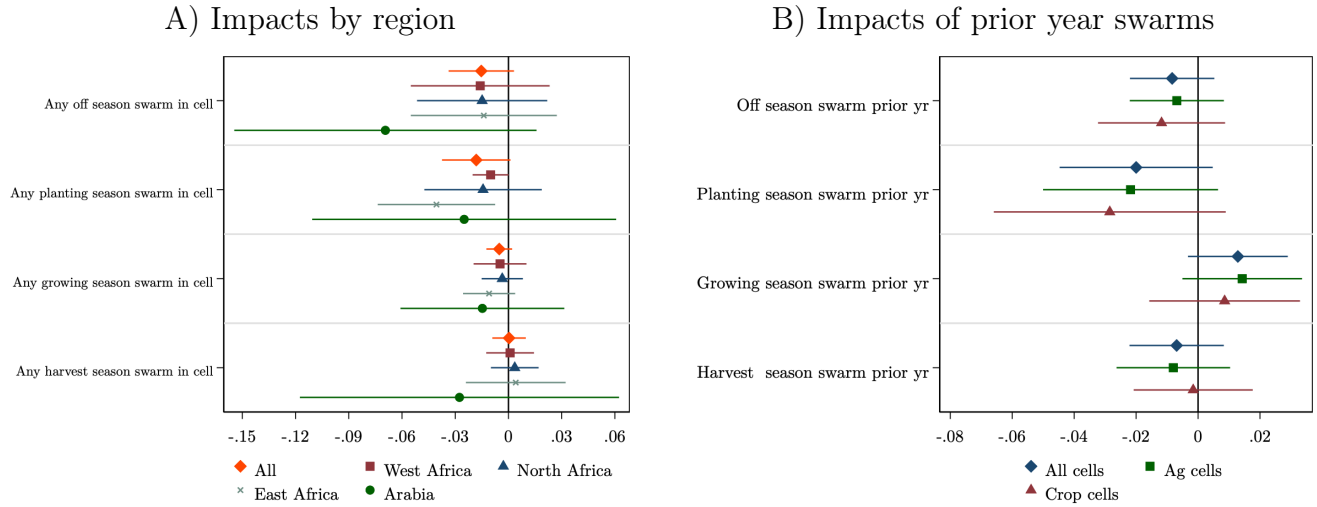 A) Impacts by region
Any off season swarm in cell
Any planting season swarm in cell
Any growing season swarm in cell
Any harvest season swarm in cell
-.15 -.12 -.09 -.06 -.03 0 .03 .06
All West Africa North Africa
East Africa Arabia
B) Impacts of prior year swarms
Off season swarm prior yr
Planting season swarm prior yr
Growing season swarm prior yr
Harvest season swarm prior yr
-.08 -.06 -.04 -.02 0 .02
All cells Ag cells
Crop cells